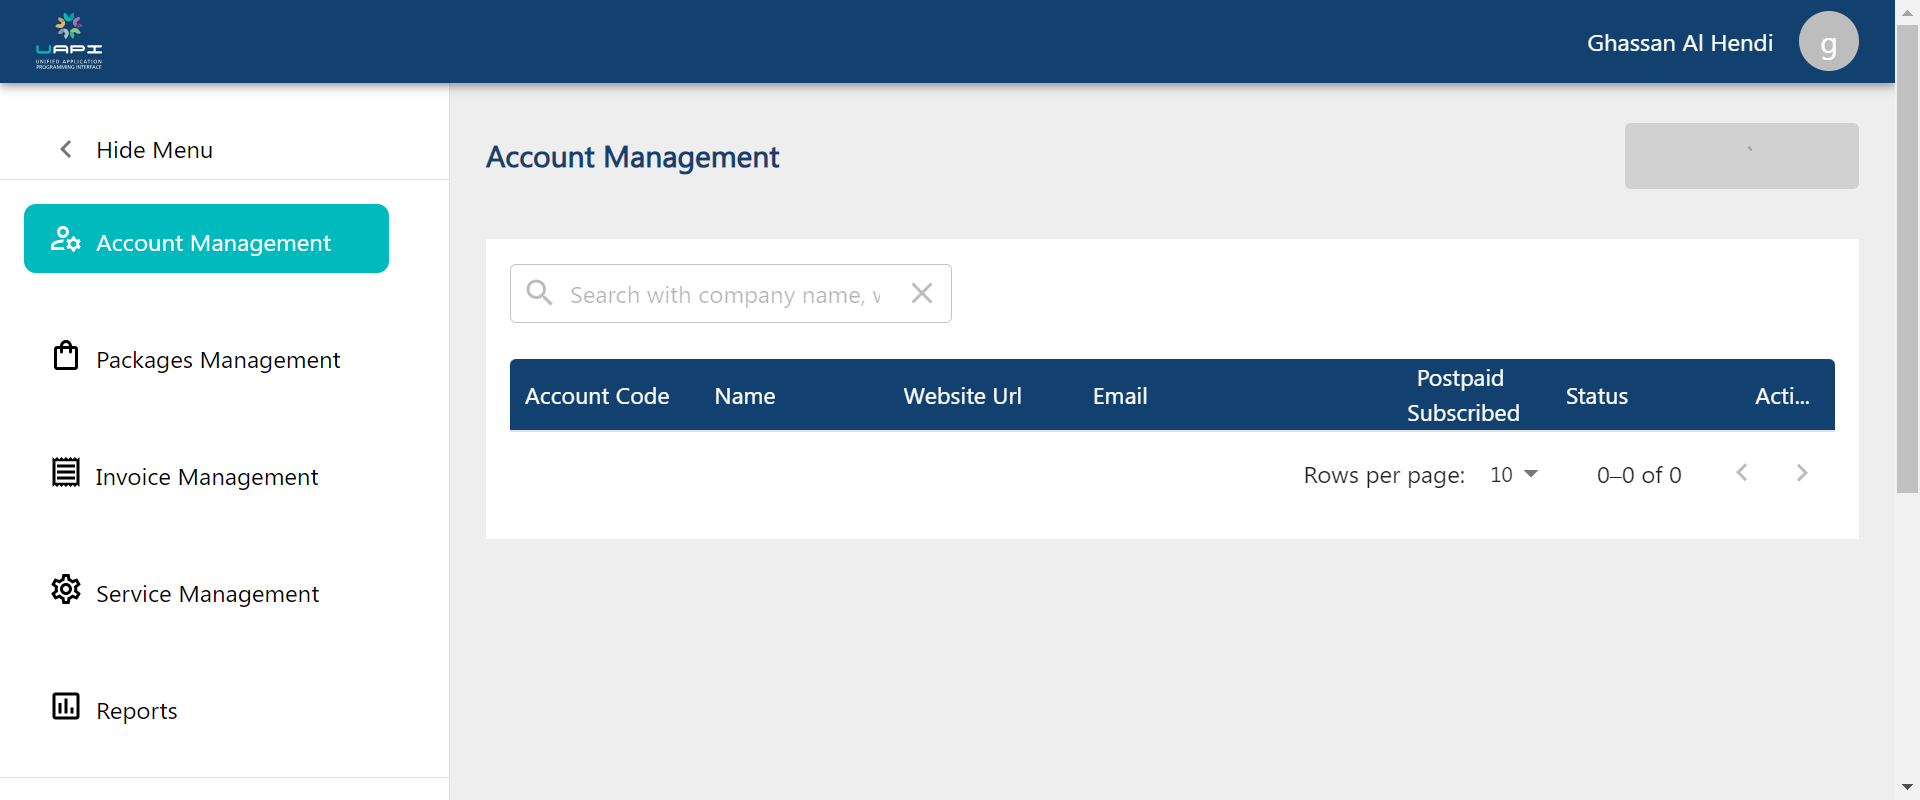 UAPI
UNIFIED APPLICATION
PROGRAMMING INTERFACE
Ghassan Al Hendi
g
Hide Menu
Account Management
Packages Management
Invoice Management
Service Management
Reports
Account Management
Search with company name, v
Account Code Name Website Url Email Postpaid Subscribed Status Acti...
Rows per page: 10 0–0 of 0